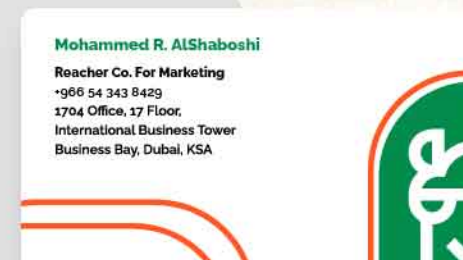 Mohammed R. AlShaboshi
Reacher Co. For Marketing
+966 54 343 8429
1704 Office, 17 Floor,
International Business Tower
Business Bay, Dubai, KSA